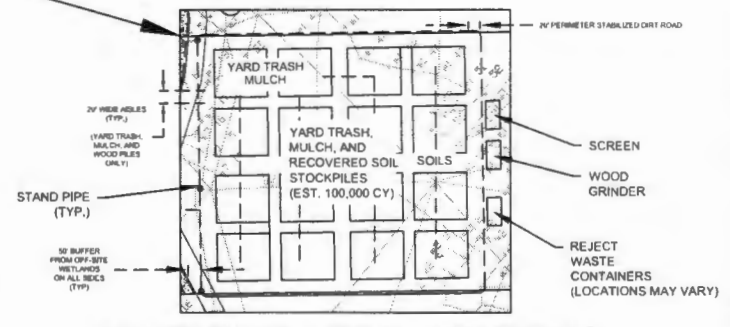 20' PERIMETER STABILIZED DIRT ROAD
YARD TRASH
MULCH
20' WIDE AISLES
(TYP.)
(YARD TRASH,
MULCH, AND
WOOD PILES
ONLY)
YARD TRASH,
MULCH, AND
RECOVERED SOIL
STOCKPILES
(EST. 100,000 CY)
SOILS
SCREEN
WOOD
GRINDER
STAND PIPE
(TYP.)
50' BUFFER
FROM OFF-SITE
WETLANDS
ON ALL SIDES
(TYP)
REJECT
WASTE
CONTAINERS
(LOCATIONS MAY VARY)